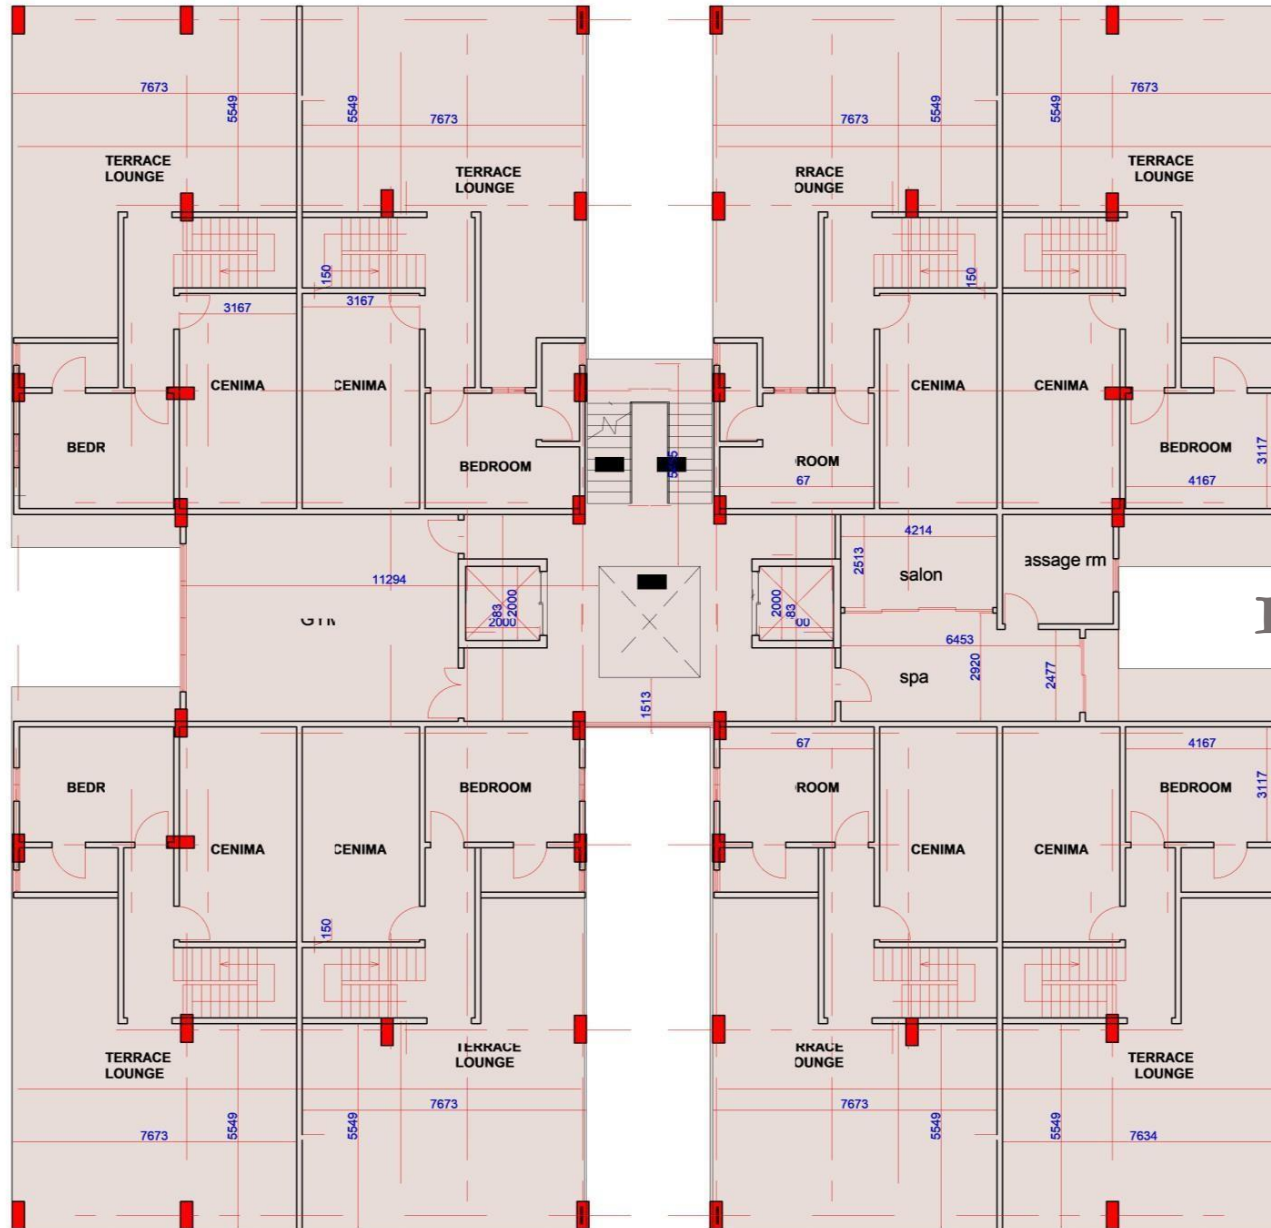 7673
5549
5549
7673
7673
5549
5549
7673
TERRACE
LOUNGE
TERRACE
LOUNGE
RRACE
OUNGE
TERRACE
LOUNGE
150
150
3167
3167
CENIMA
CENIMA
CENIMA
CENIMA
BEDR
BEDROOM
ROOM
67
BEDROOM
3117
4167
4214
2513
salon
assage rm
11294
83
2000
2000
2000
83
00
6453
2920
2477
spa
1513
67
4167
BEDR
BEDROOM
ROOM
BEDROOM
3117
CENIMA
CENIMA
CENIMA
CENIMA
150
TERRACE
LOUNGE
TERRACE
LOUNGE
RRACE
OUNGE
TERRACE
LOUNGE
7673
5549
5549
7673
7673
5549
5549
7634